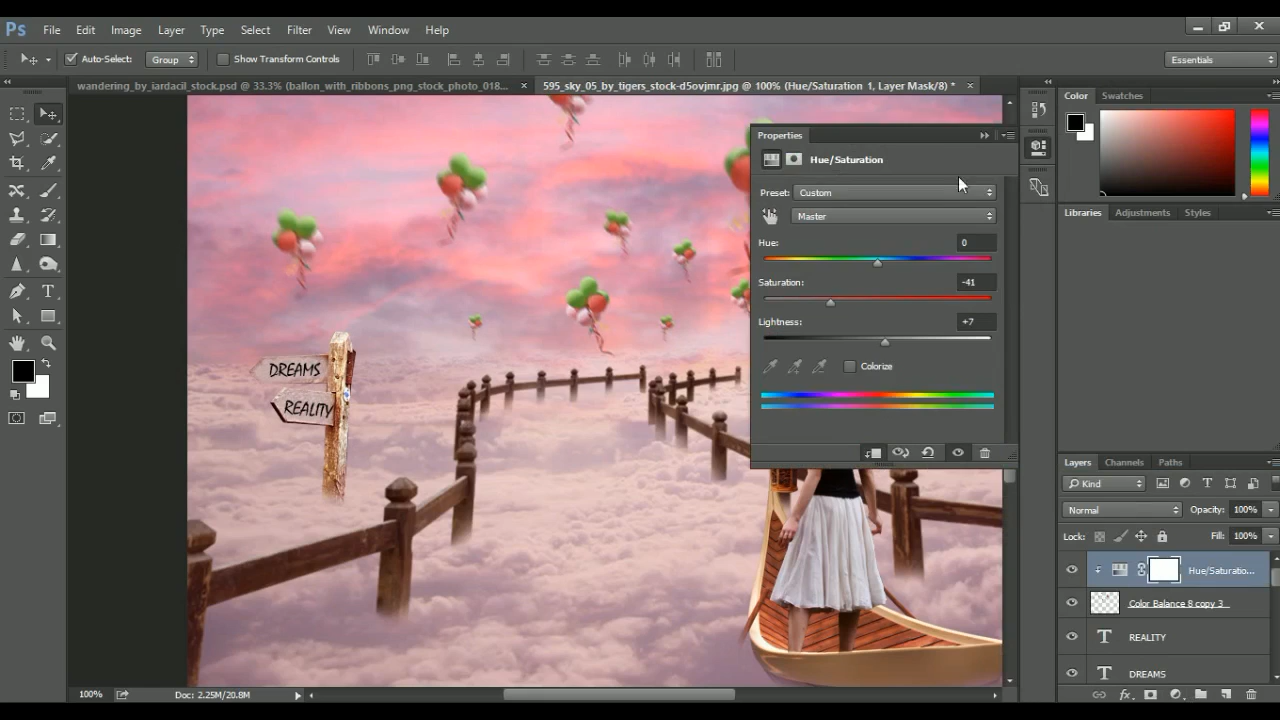 Ps File Edit Image Layer Type Select Filter View Window Help
Auto-Select: Group Show Transform Controls Essentials
wandering_by_iardacil_stock.psd @ 33.3% (ballon_with_ribbons_png_stock_photo_018... × 595_sky_05_by_tigers_stock-d5ovjmr.jpg @ 100% (Hue/Saturation 1, Layer Mask/8) * ×
Color Swatches
Properties
Hue/Saturation
Preset: Custom
Master
Hue: 0
Saturation: -41
Lightness: +7
Colorize
Libraries Adjustments Styles
DREAMS
REALITY
Layers Channels Paths
Kind
Normal Opacity: 100%
Lock: Fill: 100%
Hue/Saturatio...
Color Balance 8 copy 3
T REALITY
T DREAMS
100% Doc: 2.25M/20.8M